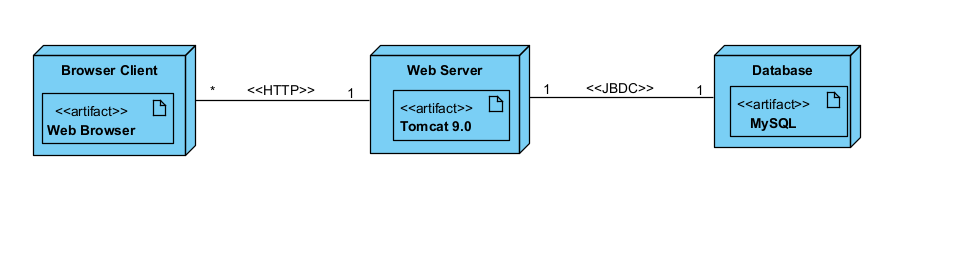 Browser Client
<<artifact>>
Web Browser
* <<HTTP>> 1
Web Server
<<artifact>>
Tomcat 9.0
1 <<JBDC>> 1
Database
<<artifact>>
MySQL